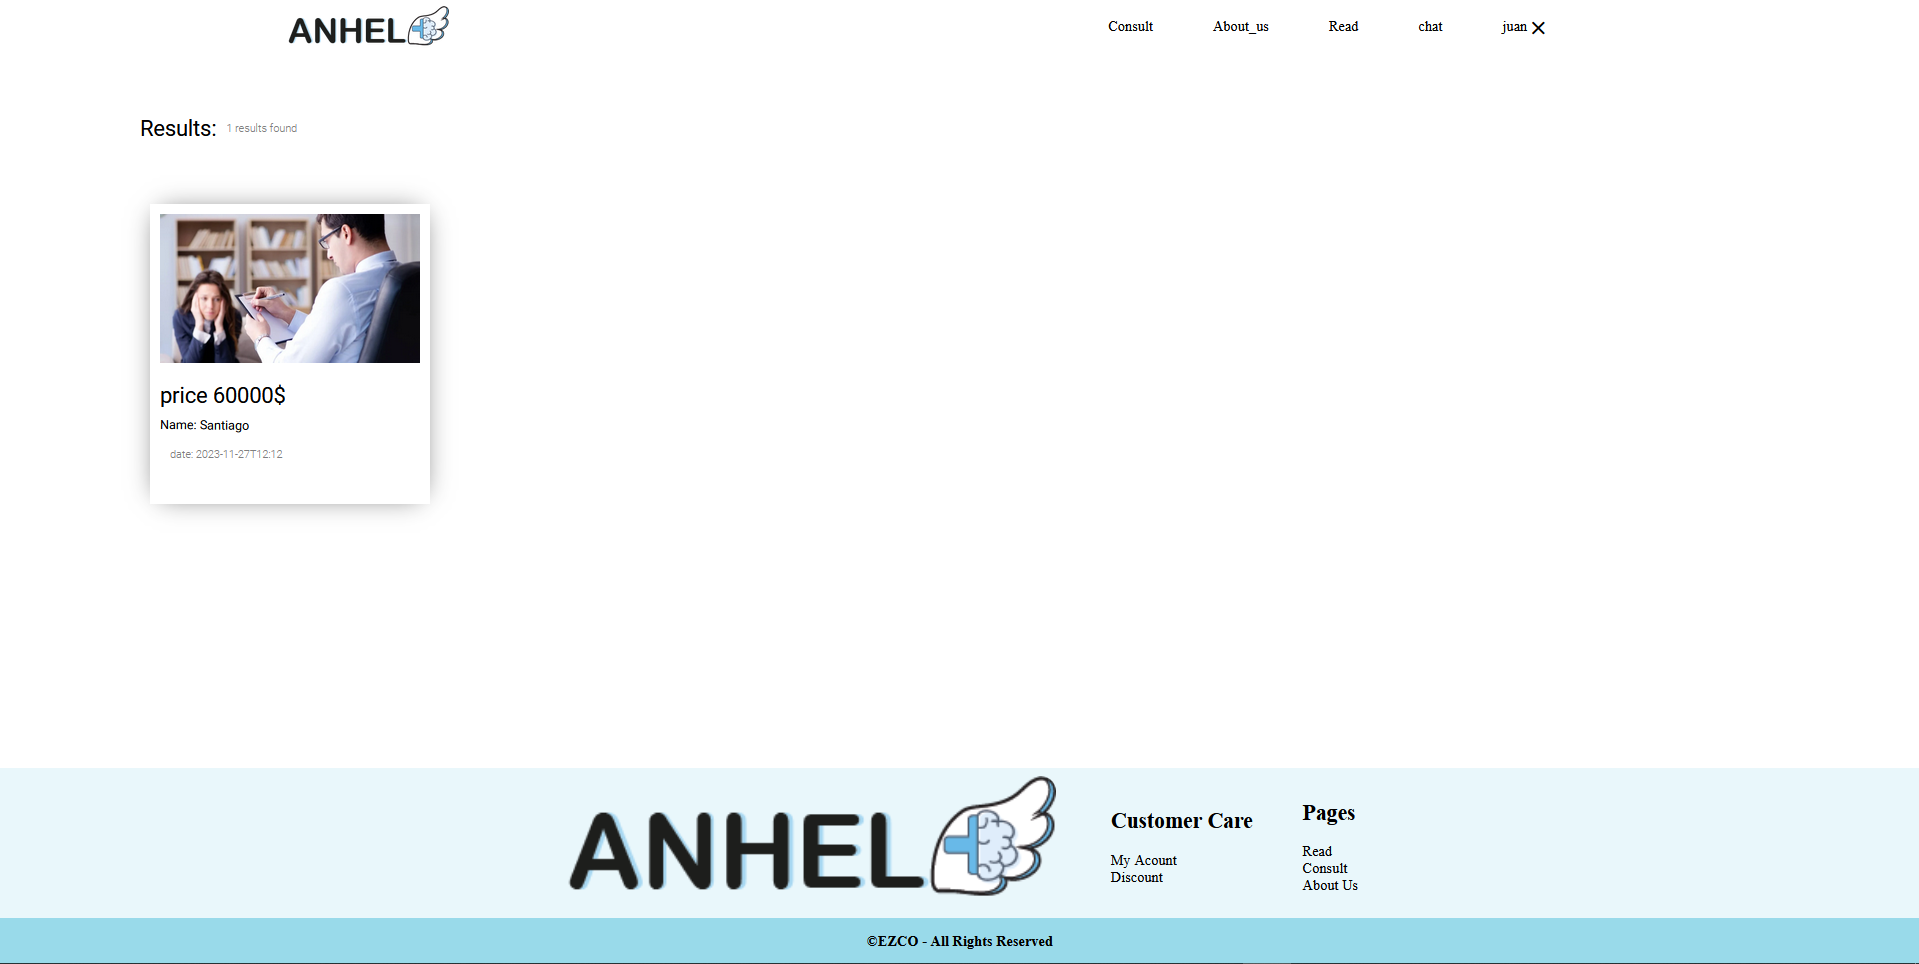 ANHEL
Consult About_us Read chat juan
Results: 1 results found
price 60000$
Name: Santiago
date: 2023-11-27T12:12
ANHEL
Customer Care
My Acount
Discount
Pages
Read
Consult
About Us
©EZCO - All Rights Reserved